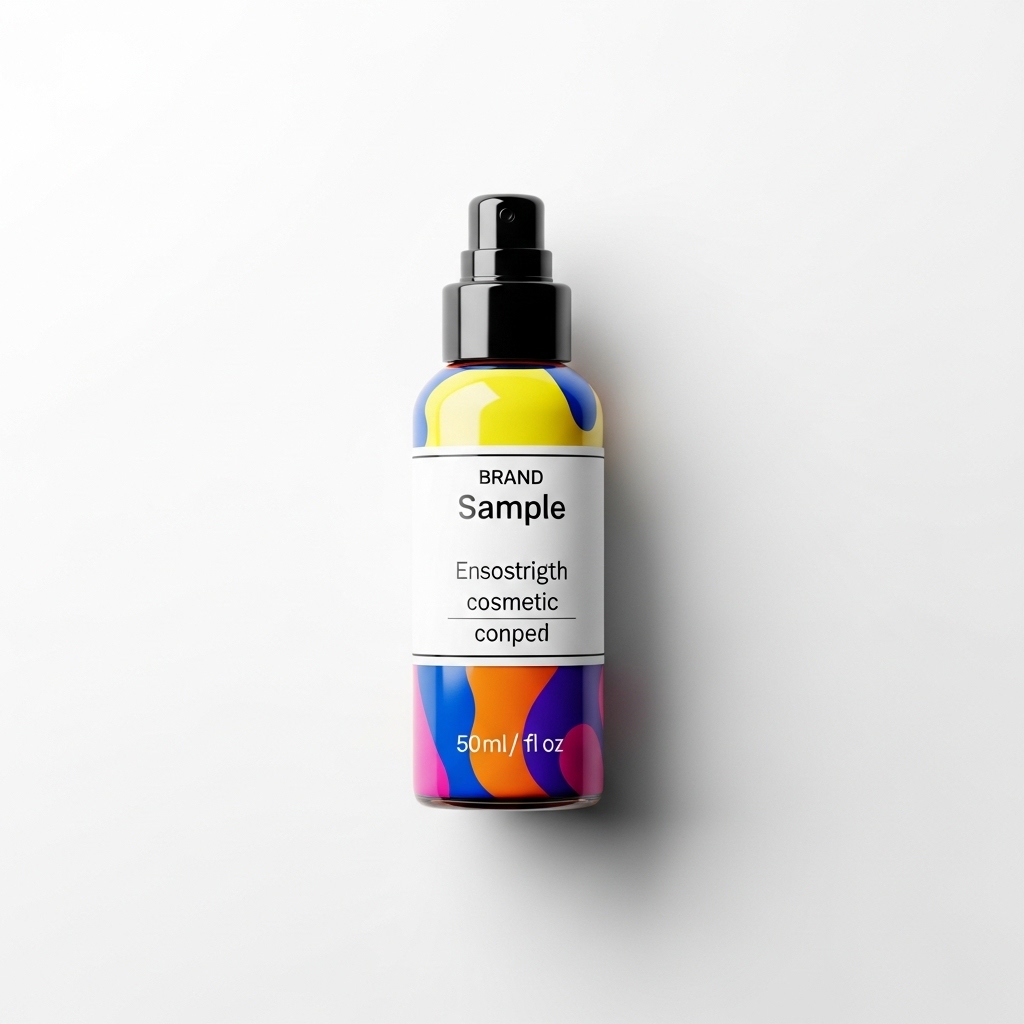 BRAND
Sample
Ensostrigth
cosmetic
conped
50ml/fl oz